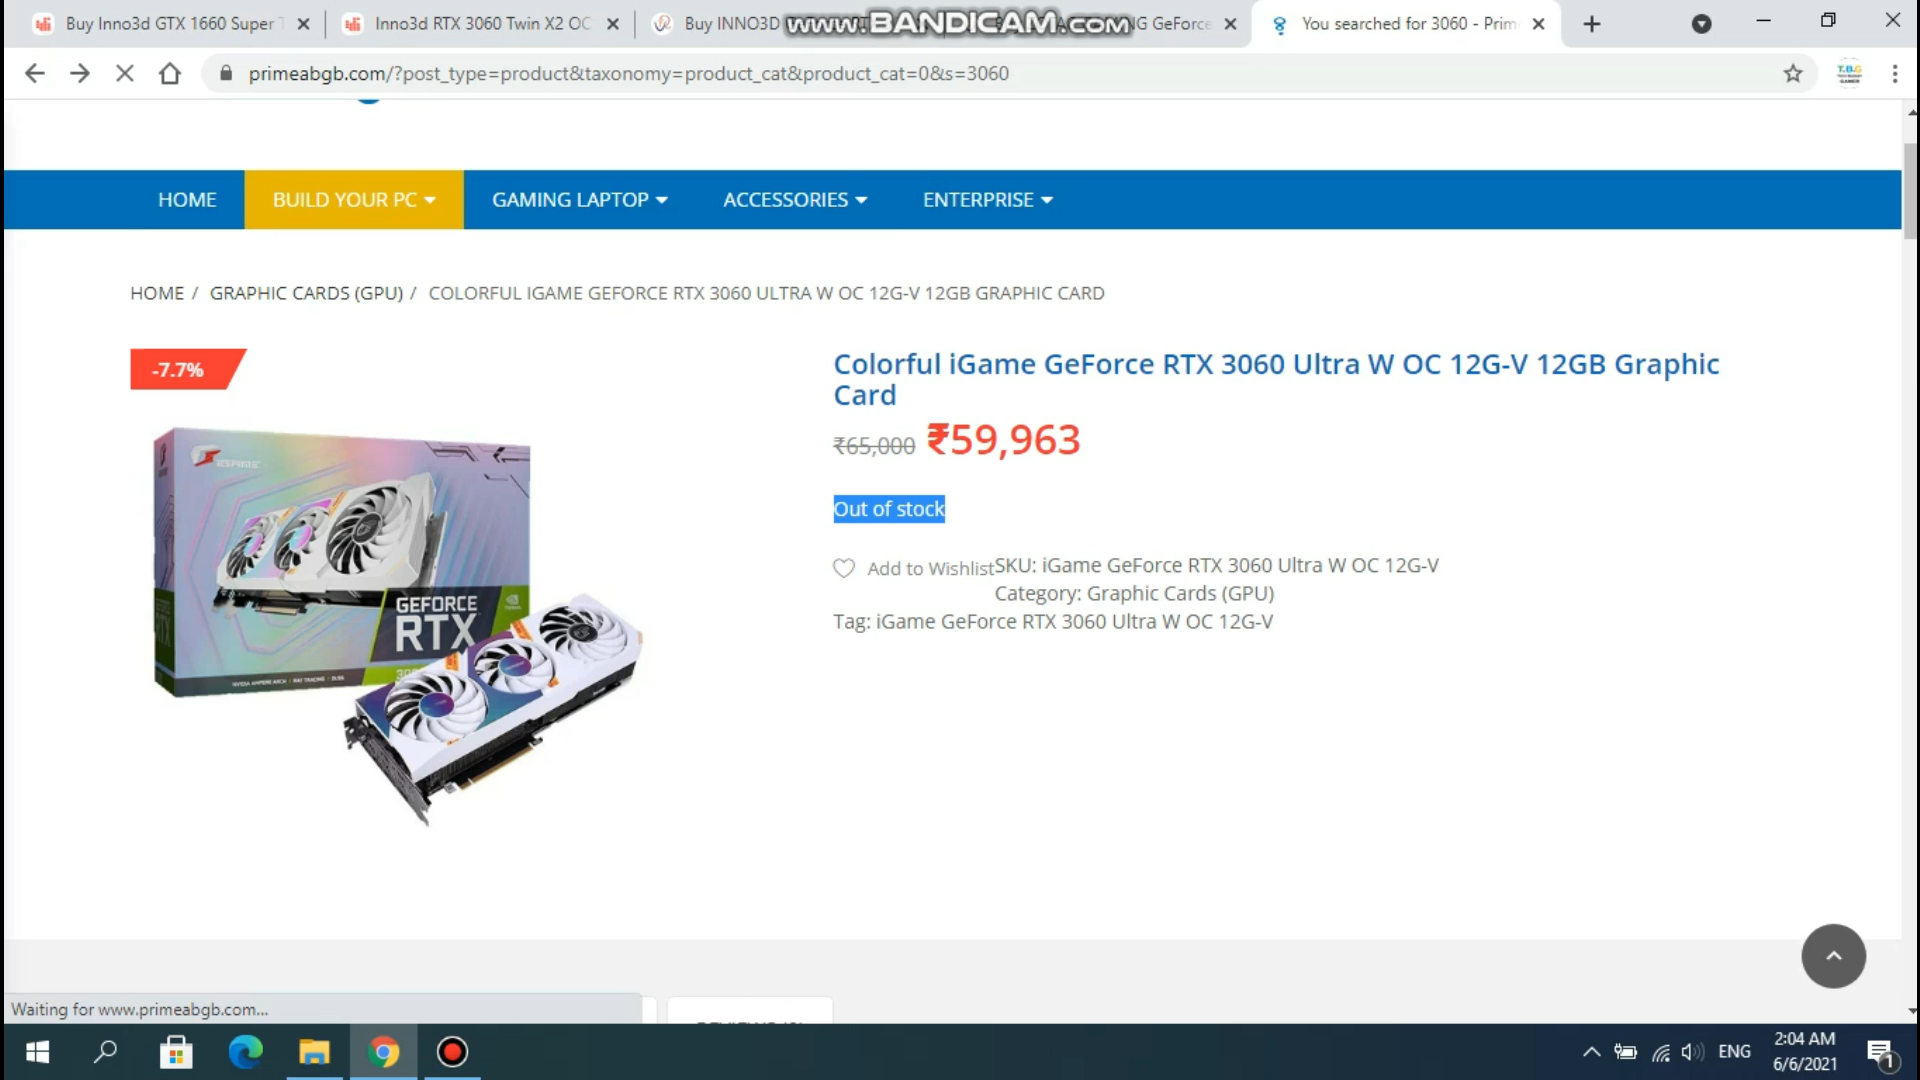 Buy Inno3d GTX 1660 Super
Inno3d RTX 3060 Twin X2 OC
Buy INNO3D
www.BANDICAM.com
NG GeForce
You searched for 3060 - Prim
primeabgb.com/?post_type=product&taxonomy=product_cat&product_cat=0&s=3060
T.B.G
HOME
BUILD YOUR PC
GAMING LAPTOP
ACCESSORIES
ENTERPRISE
HOME / GRAPHIC CARDS (GPU) / COLORFUL IGAME GEFORCE RTX 3060 ULTRA W OC 12G-V 12GB GRAPHIC CARD
-7.7%
Colorful iGame GeForce RTX 3060 Ultra W OC 12G-V 12GB Graphic
Card
₹65,000 ₹59,963
Out of stock
Add to Wishlist
SKU: iGame GeForce RTX 3060 Ultra W OC 12G-V
Category: Graphic Cards (GPU)
Tag: iGame GeForce RTX 3060 Ultra W OC 12G-V
GEFORCE
RTX
Waiting for www.primeabgb.com...
ENG
2:04 AM
6/6/2021
1